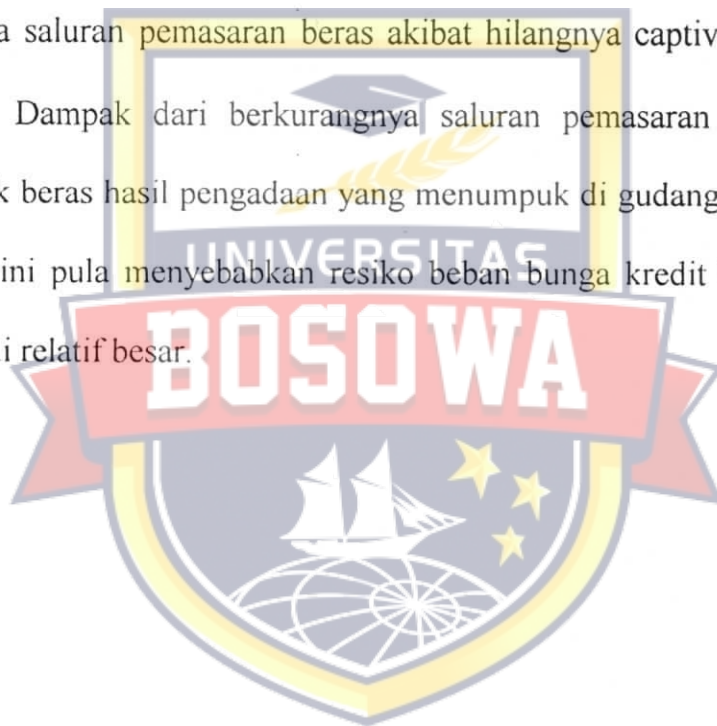 a saluran pemasaran beras akibat hilangnya captiv
Dampak dari berkurangnya saluran pemasaran
k beras hasil pengadaan yang menumpuk di gudang
UNIVERSITAS
ini pula menyebabkan resiko beban bunga kredit
i relatif besar.
BOSOWA